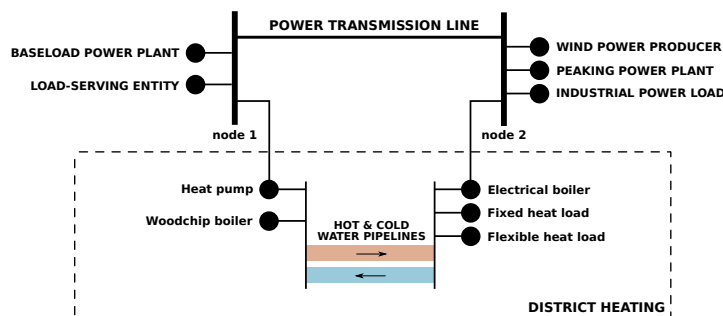 POWER TRANSMISSION LINE
BASELOAD POWER PLANT
LOAD-SERVING ENTITY
node 1
WIND POWER PRODUCER
PEAKING POWER PLANT
INDUSTRIAL POWER LOAD
node 2
Heat pump
Woodchip boiler
HOT & COLD
WATER PIPELINES
Electrical boiler
Fixed heat load
Flexible heat load
DISTRICT HEATING